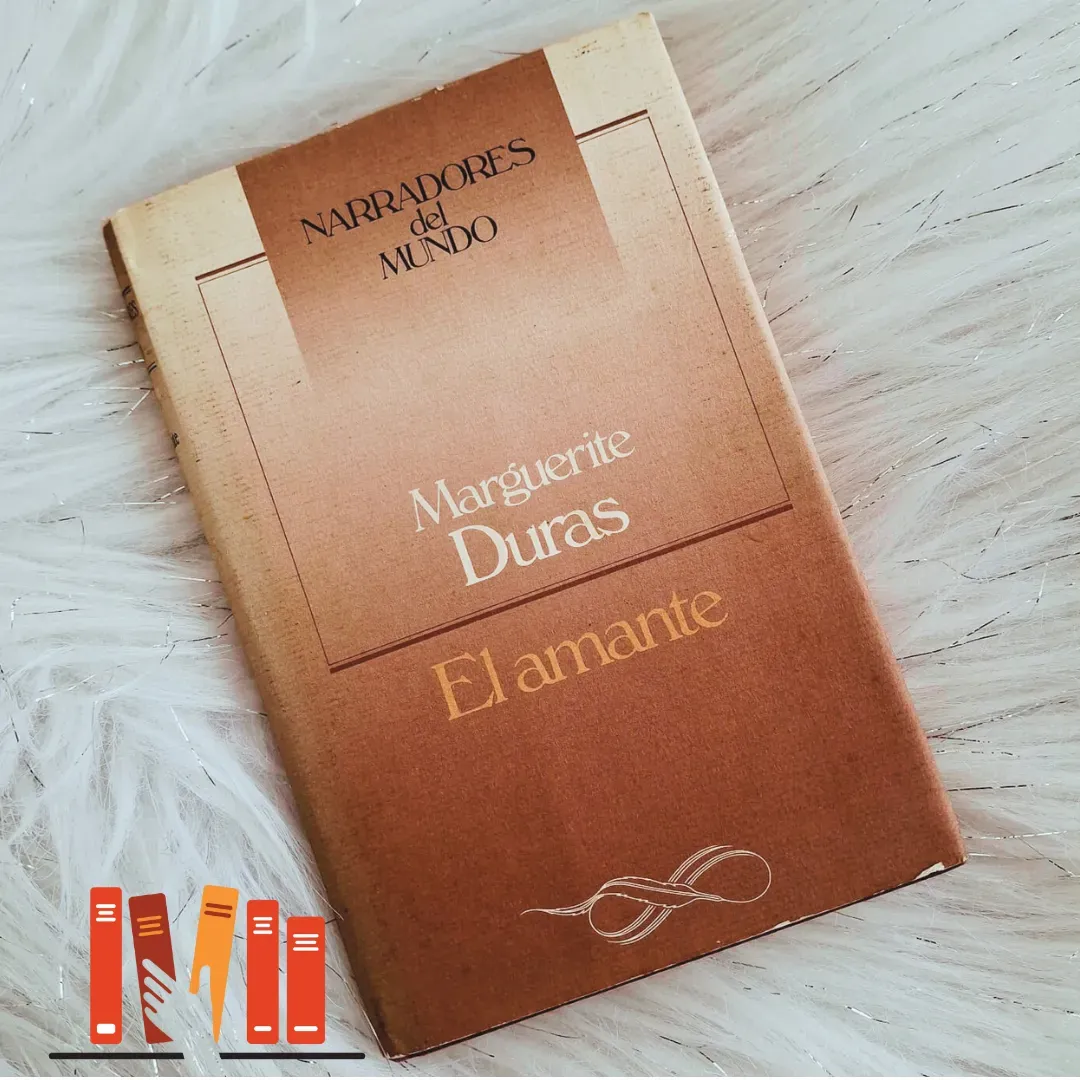 NARRADORES
del
MUNDO
Marguerite
Duras
El amante